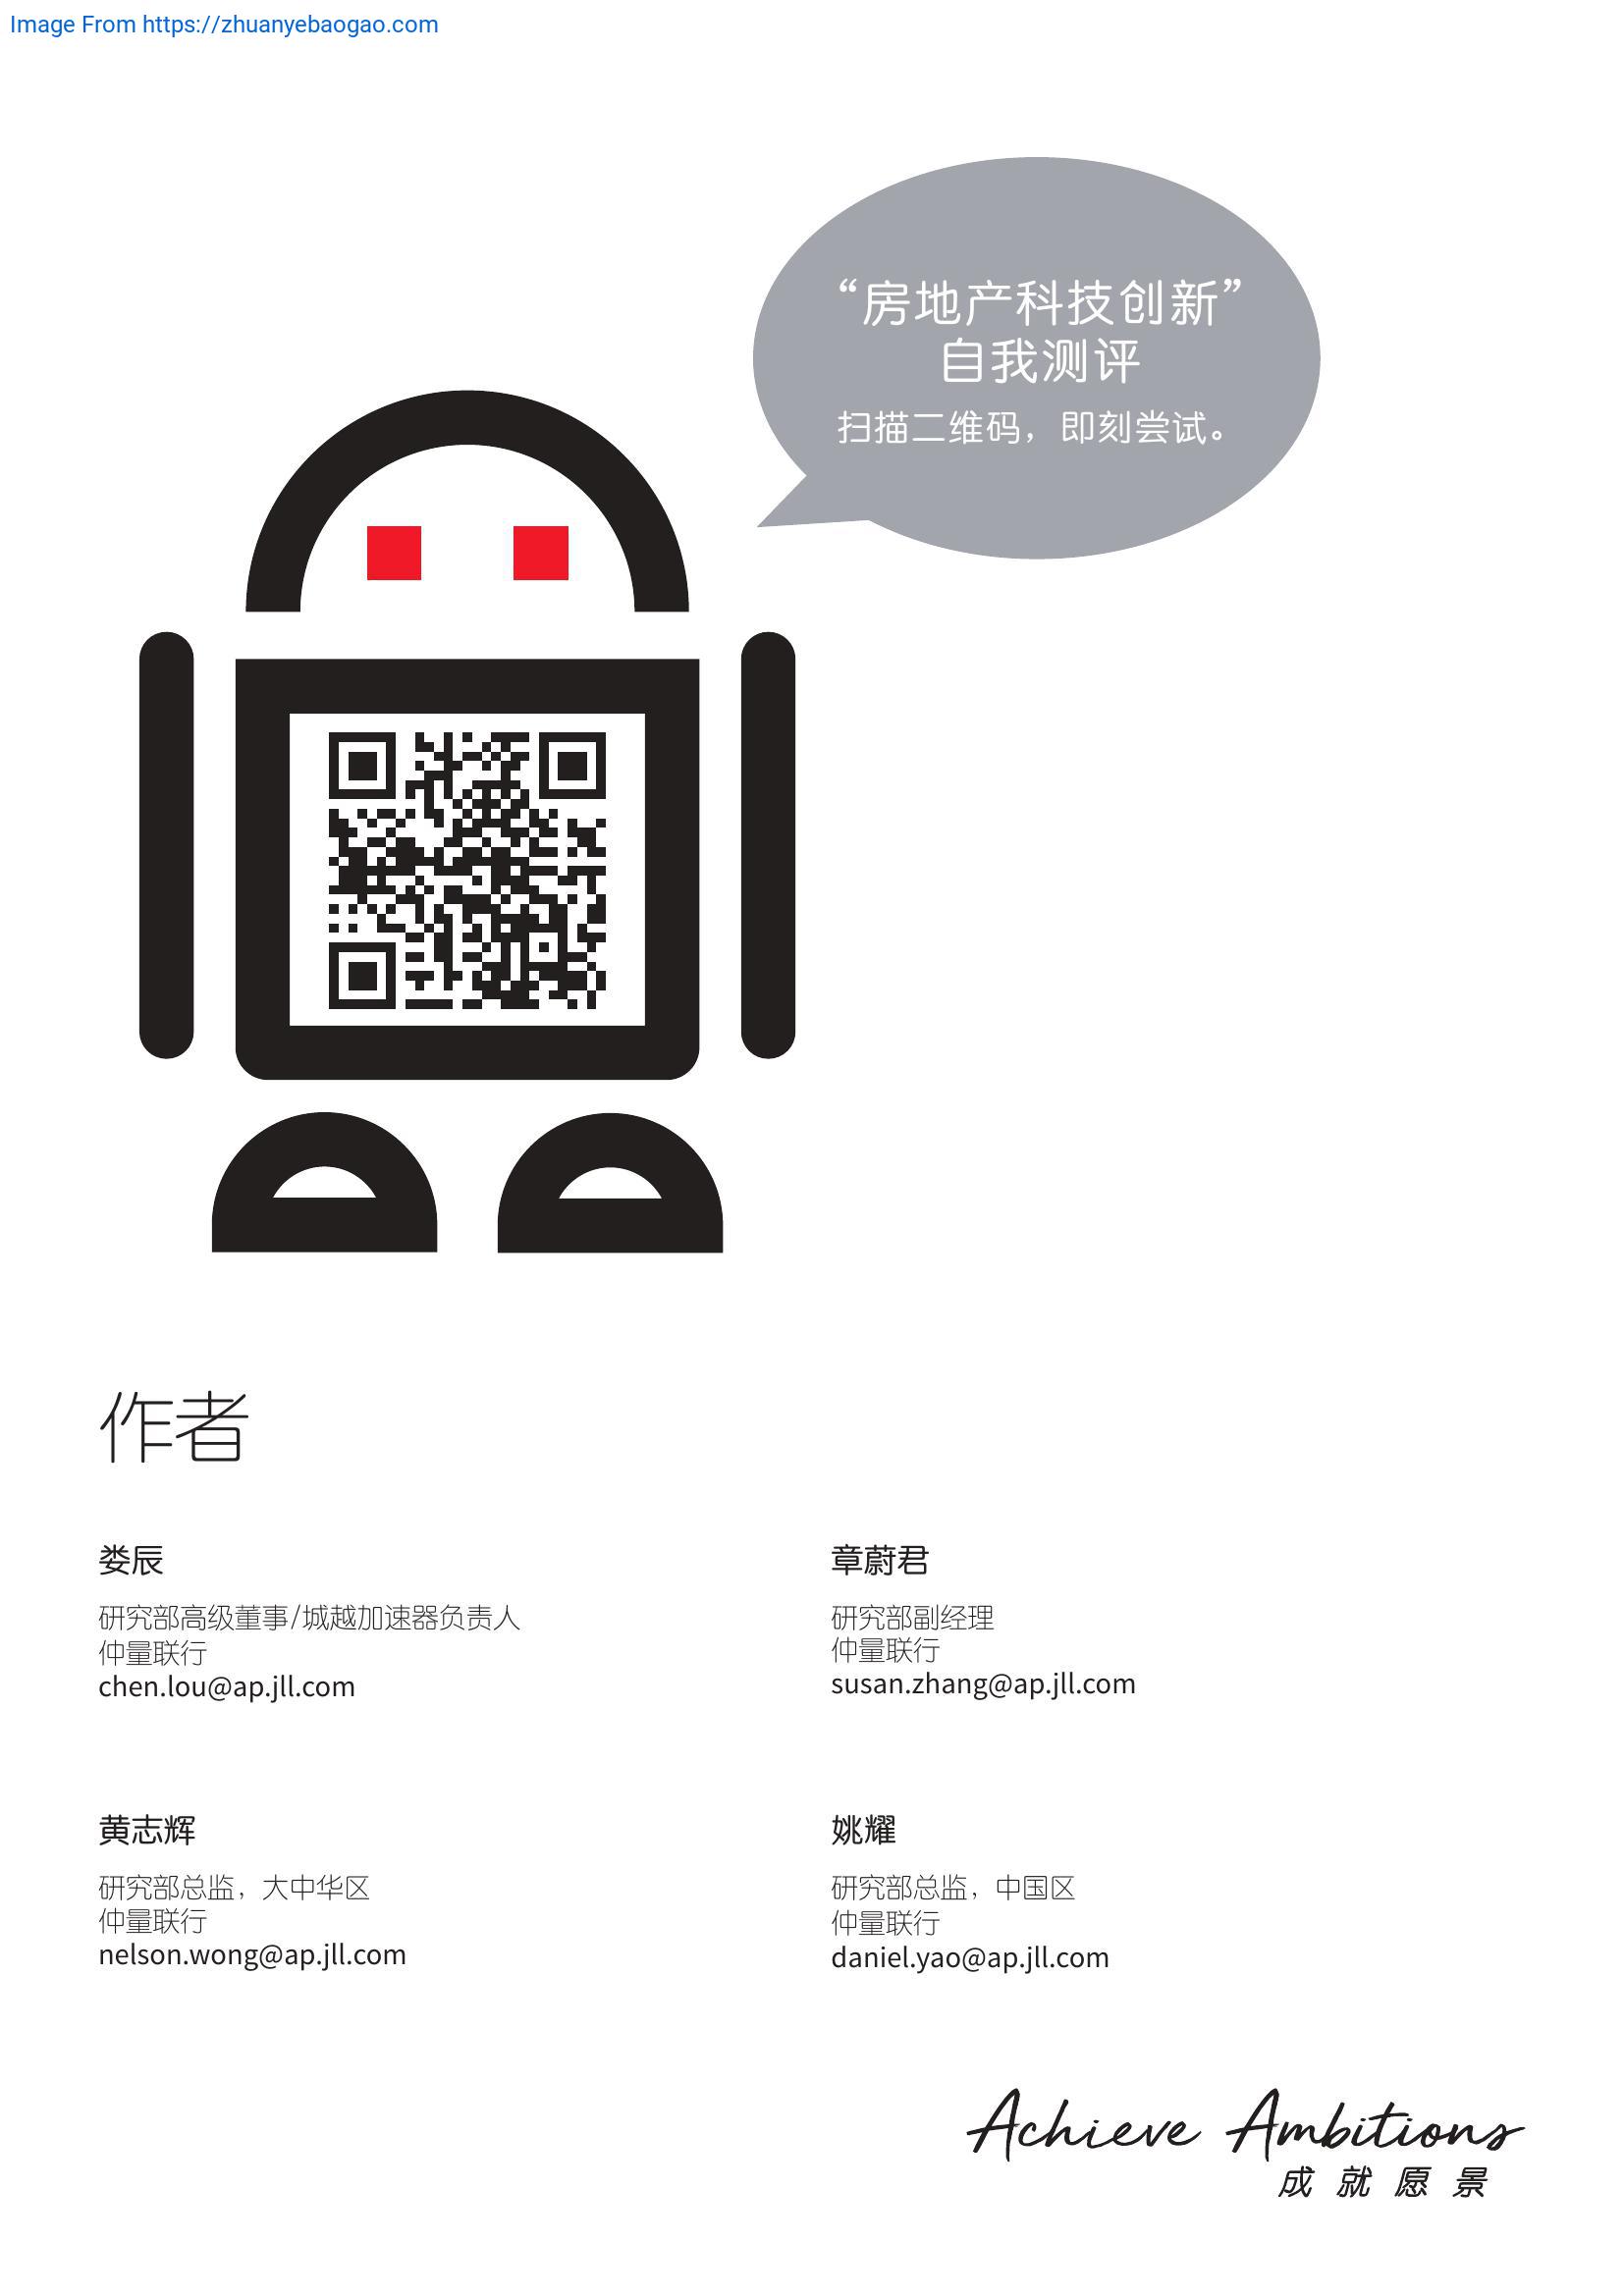 Image From https://zhuanyebaogao.com
“房地产科技创新”
自我测评
扫描二维码，即刻尝试。
作者
娄辰
研究部高级董事/城越加速器负责人
仲量联行
chen.lou@ap.jll.com
章蔚君
研究部副经理
仲量联行
susan.zhang@ap.jll.com
黄志辉
研究部总监，大中华区
仲量联行
nelson.wong@ap.jll.com
姚耀
研究部总监，中国区
仲量联行
daniel.yao@ap.jll.com
Achieve Ambitions
成就愿景